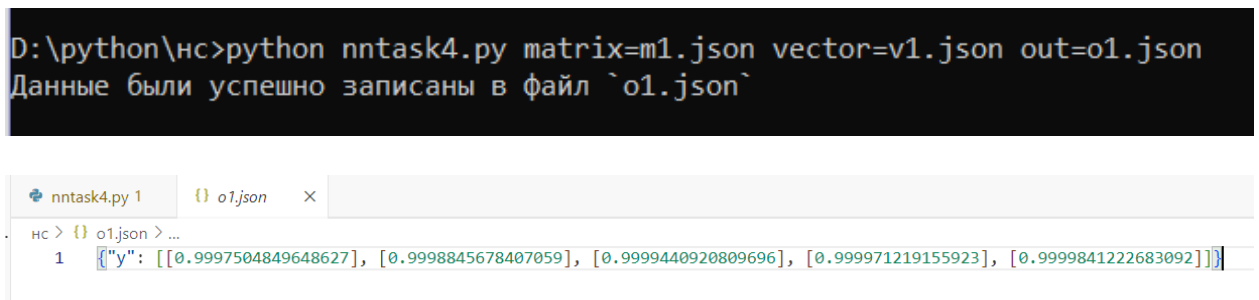 D:\python\нс>python nntask4.py matrix=m1.json vector=v1.json out=o1.json
Данные были успешно записаны в файл `o1.json`
nntask4.py 1 {} o1.json ×
нс > {} o1.json > ...
1 {"y": [[0.9997504849648627], [0.9998845678407059], [0.9999440920809696], [0.999971219155923], [0.9999841222683092]]}